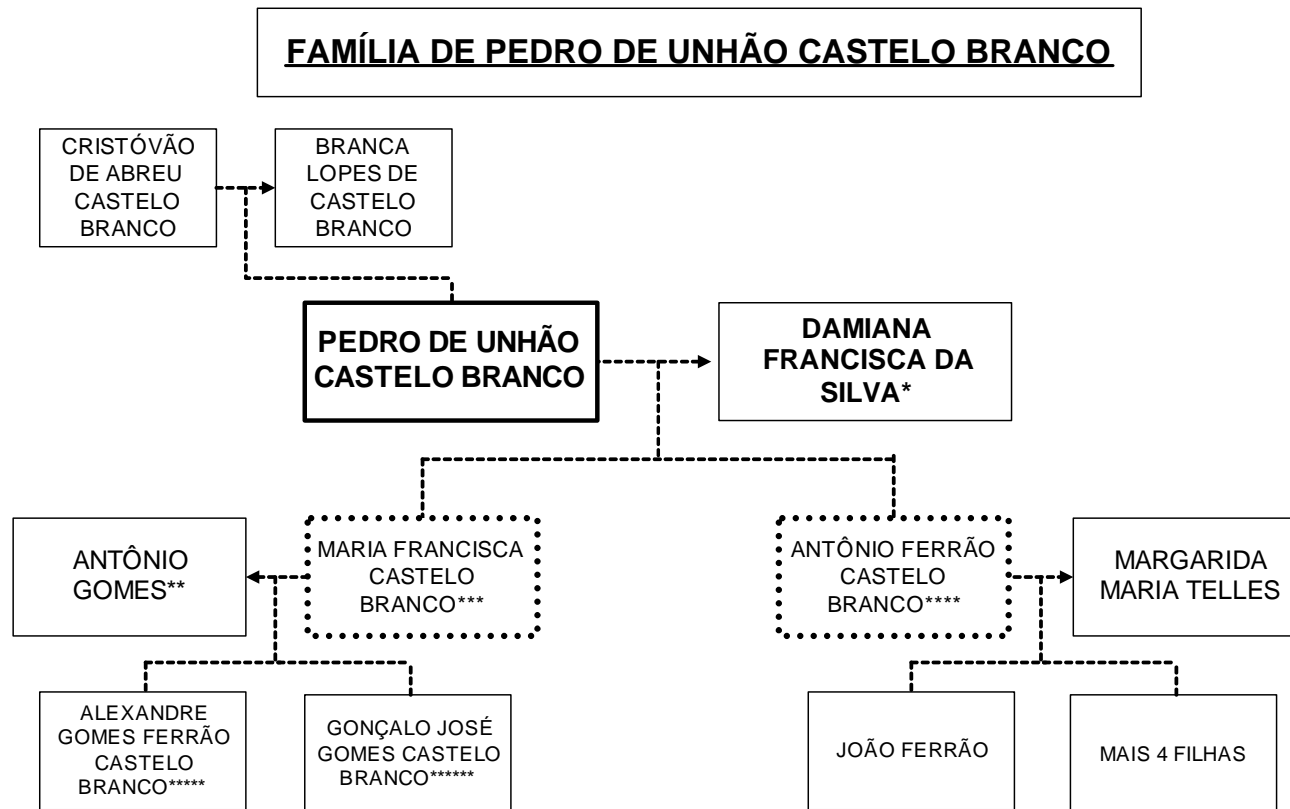 FAMÍLIA DE PEDRO DE UNHÃO CASTELO BRANCO
CRISTÓVÃO
DE ABREU
CASTELO
BRANCO
BRANCA
LOPES DE
CASTELO
BRANCO
PEDRO DE UNHÃO
CASTELO BRANCO
DAMIANA
FRANCISCA DA
SILVA*
ANTÔNIO
GOMES**
MARIA FRANCISCA
CASTELO
BRANCO***
ANTÔNIO FERRÃO
CASTELO
BRANCO****
MARGARIDA
MARIA TELLES
ALEXANDRE
GOMES FERRÃO
CASTELO
BRANCO*****
GONÇALO JOSÉ
GOMES CASTELO
BRANCO******
JOÃO FERRÃO
MAIS 4 FILHAS